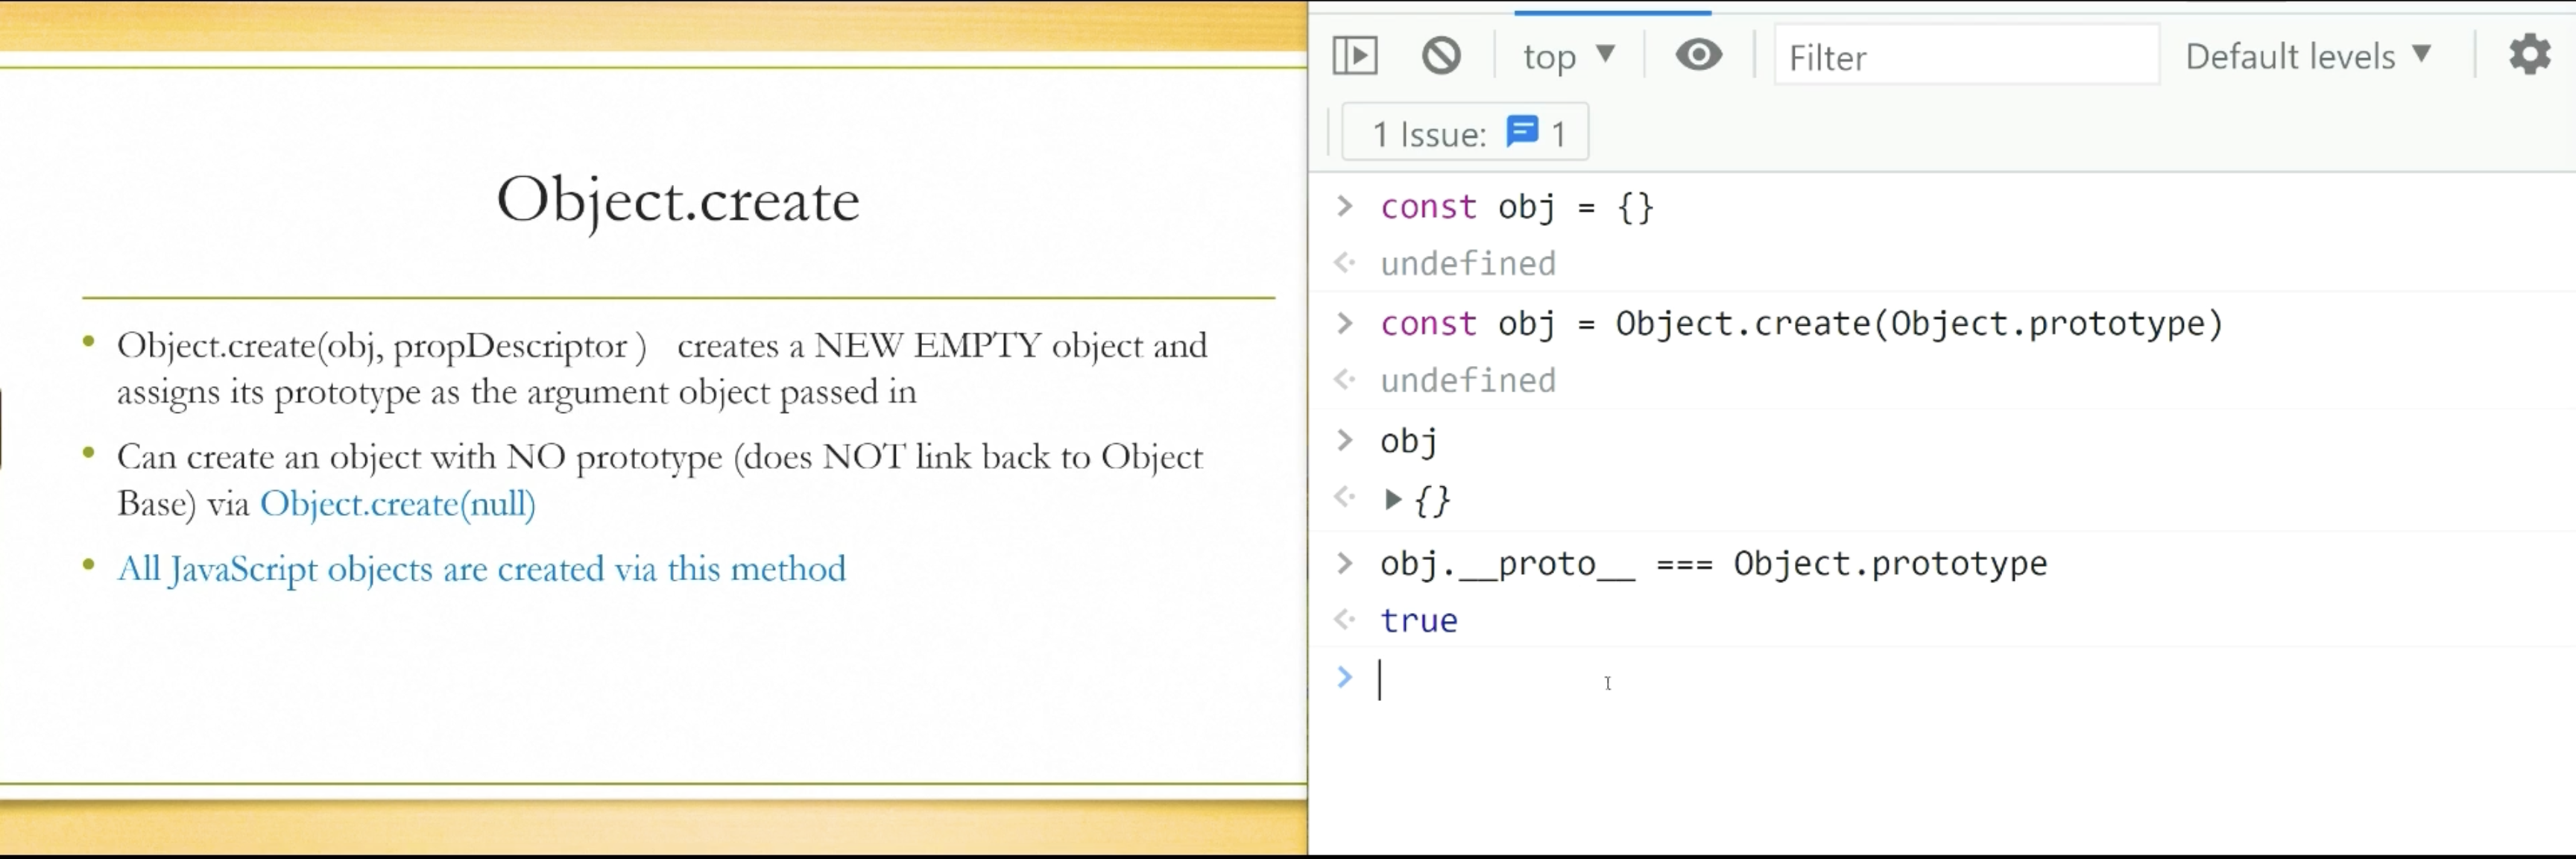 Object.create
Object.create(obj, propDescriptor )   creates a NEW EMPTY object and
assigns its prototype as the argument object passed in
Can create an object with NO prototype (does NOT link back to Object
Base) via Object.create(null)
All JavaScript objects are created via this method
top
Filter
Default levels
1 Issue: 1
> const obj = {}
undefined
> const obj = Object.create(Object.prototype)
undefined
> obj
{}
> obj.__proto__ === Object.prototype
true
>